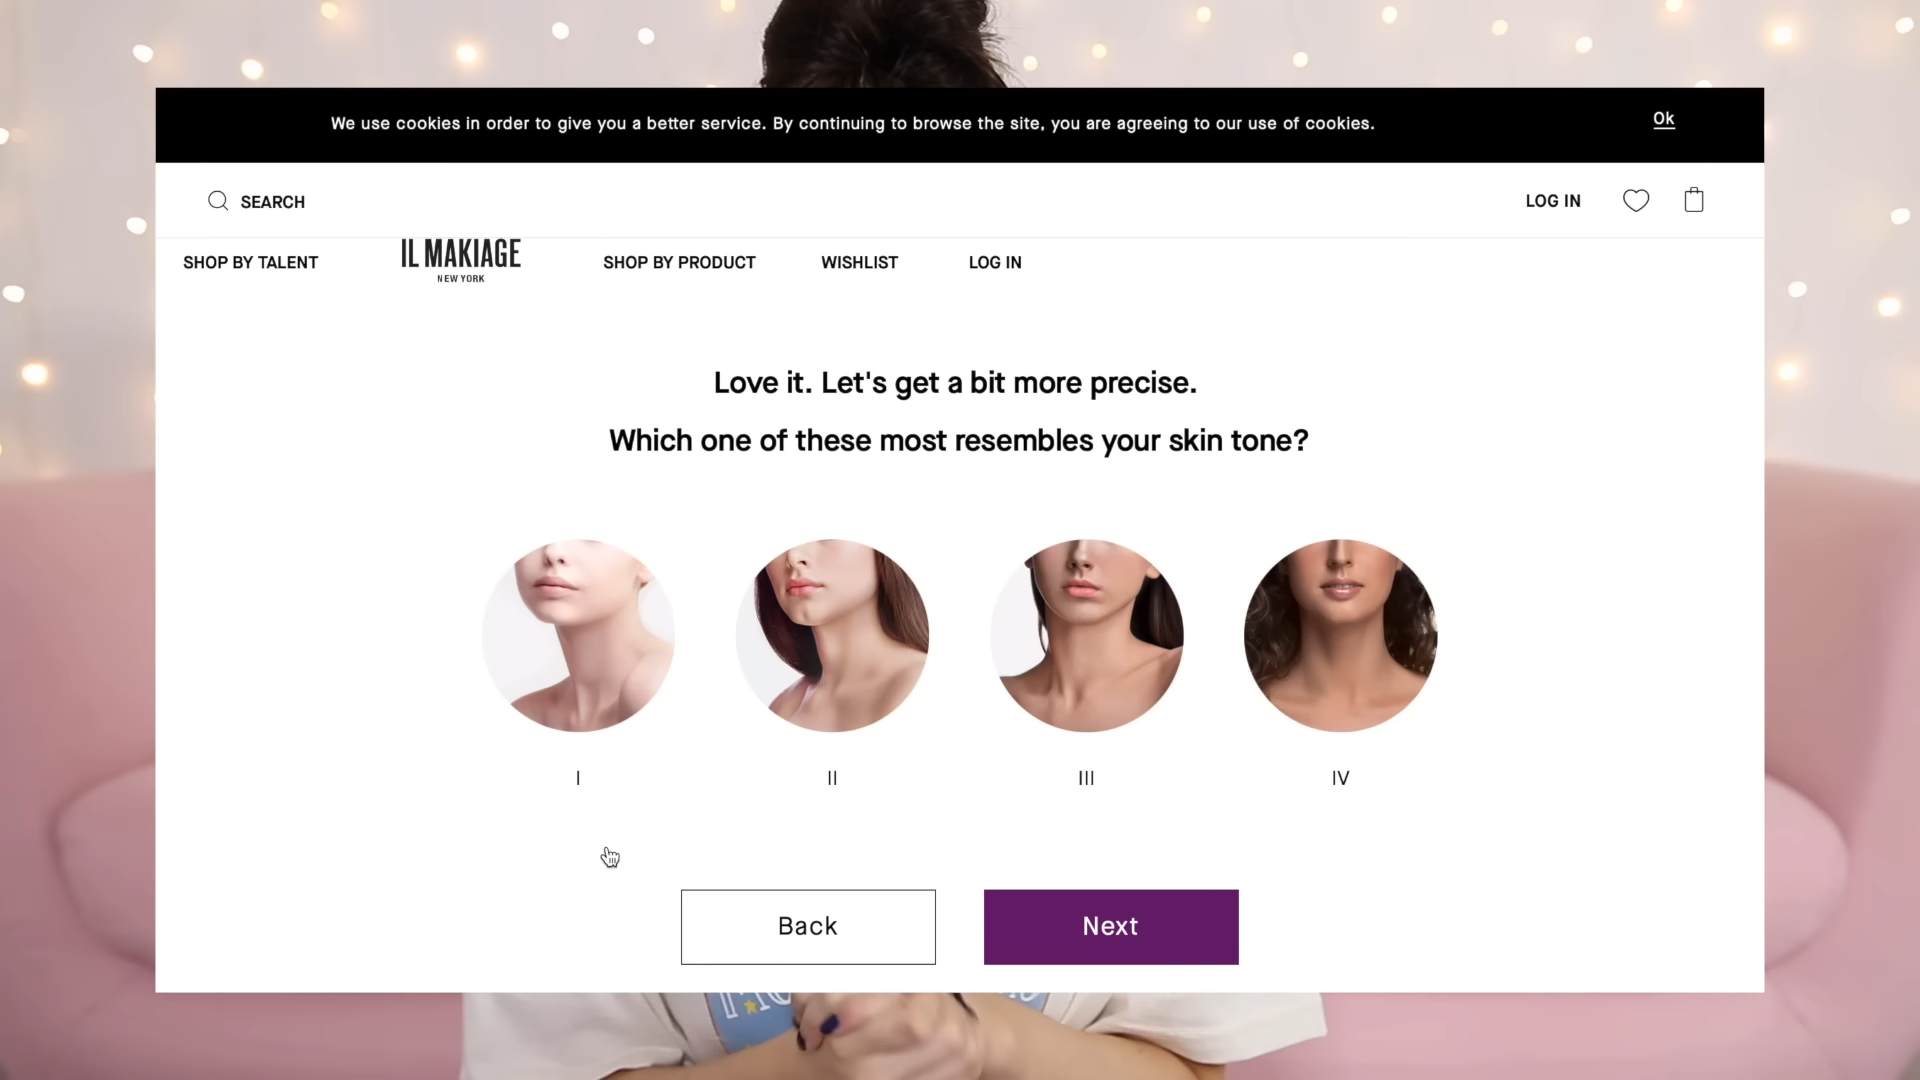 We use cookies in order to give you a better service. By continuing to browse the site, you are agreeing to our use of cookies.
Ok
SEARCH
LOG IN
SHOP BY TALENT
IL MAKIAGE
NEW YORK
SHOP BY PRODUCT
WISHLIST
LOG IN
Love it. Let's get a bit more precise.
Which one of these most resembles your skin tone?
I
II
III
IV
Back
Next